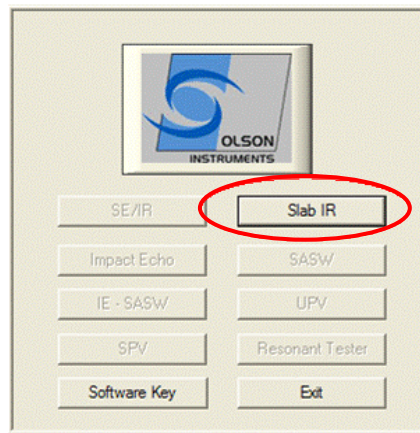 OLSON
INSTRUMENTS
SE/IR
Slab IR
Impact Echo
SASW
IE - SASW
UPV
SPV
Resonant Tester
Software Key
Exit